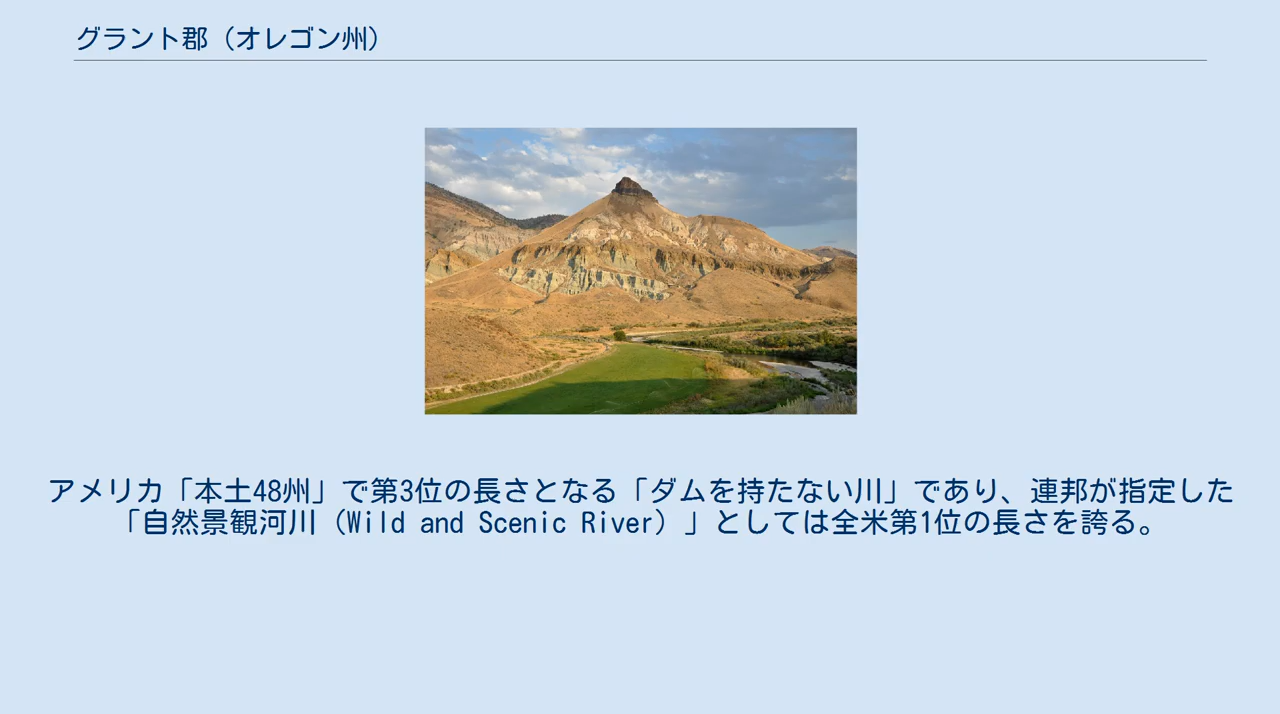 グラント郡（オレゴン州）
アメリカ「本土48州」で第3位の長さとなる「ダムを持たない川」であり、連邦が指定した
「自然景観河川（Wild and Scenic River）」としては全米第1位の長さを誇る。